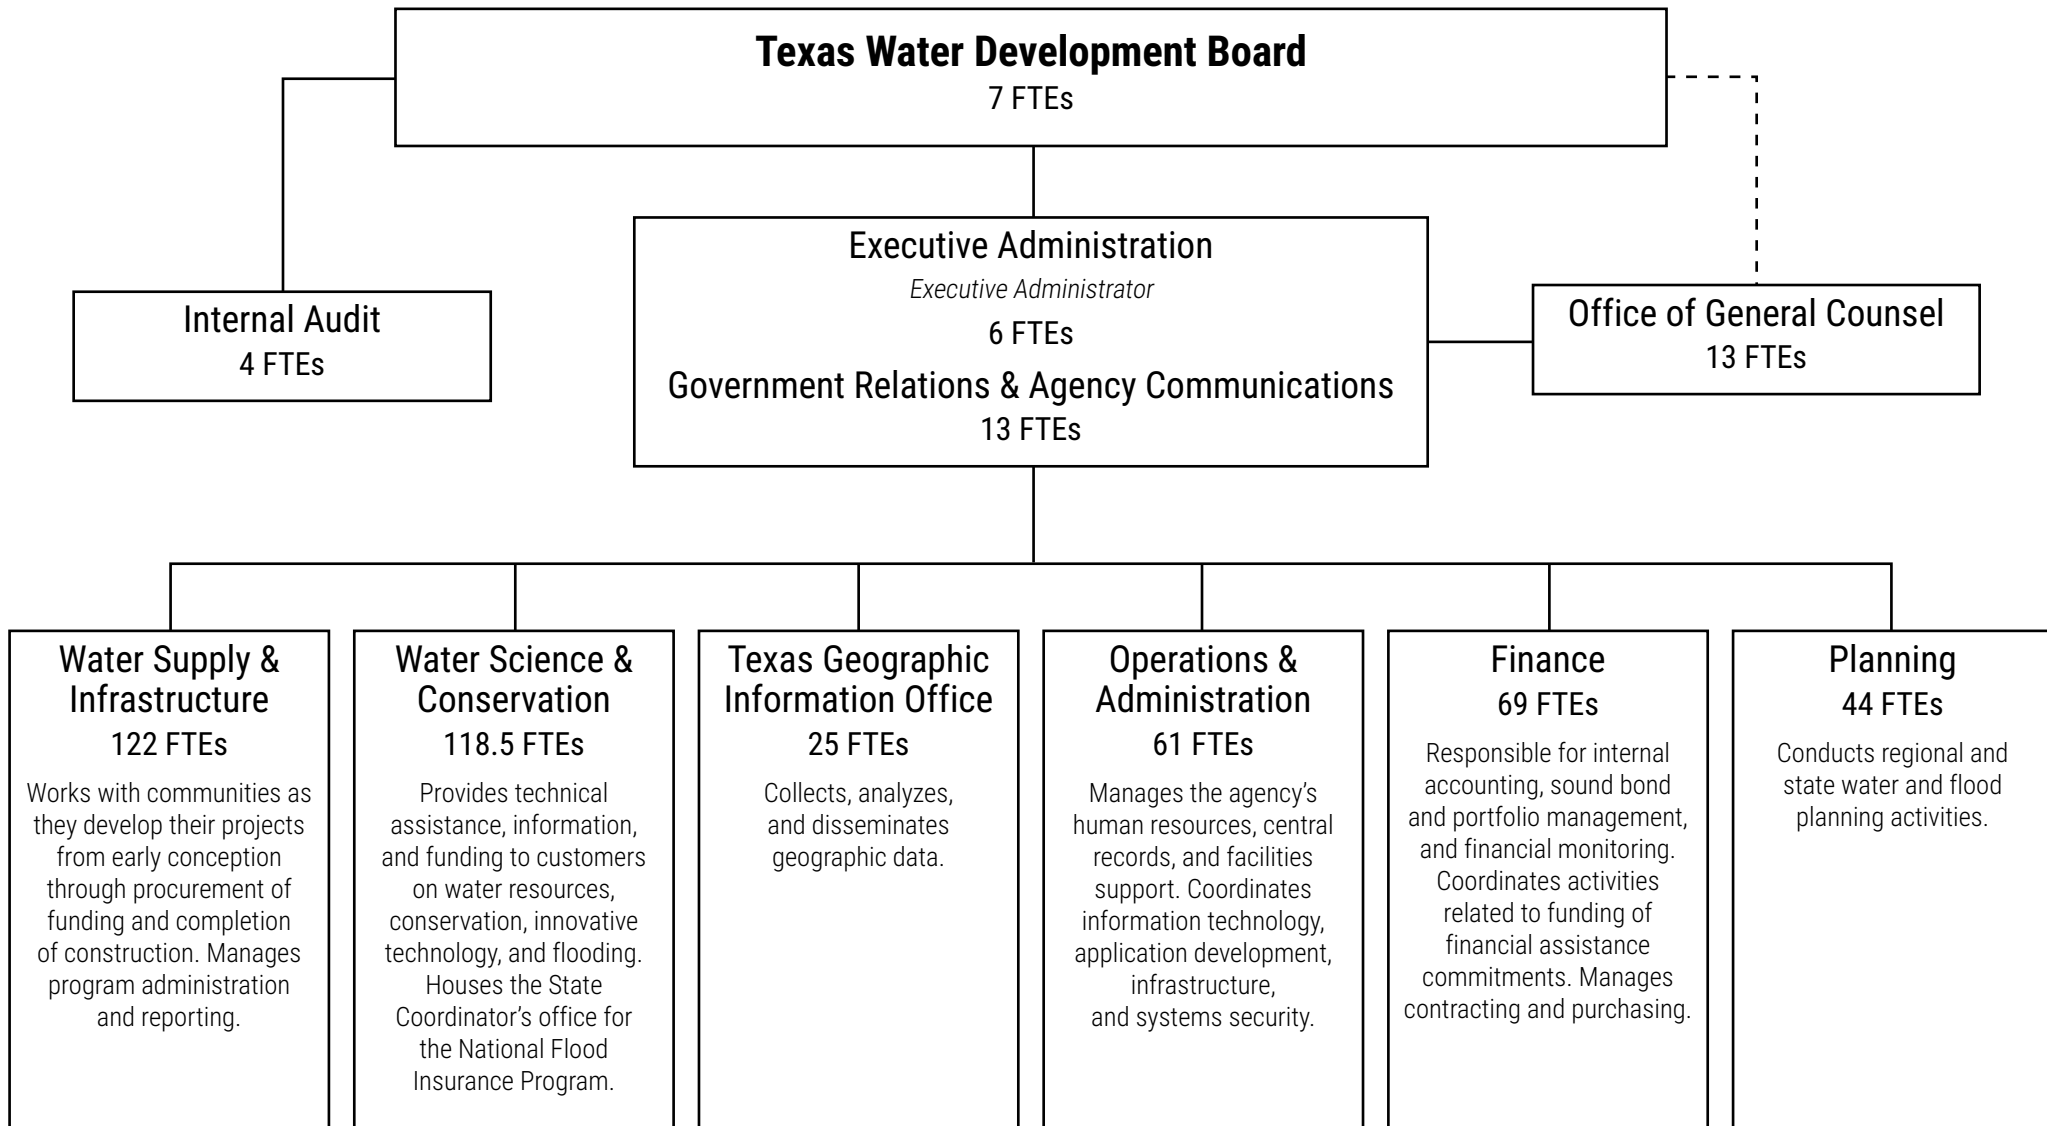 Texas Water Development Board
7 FTEs
Internal Audit
4 FTEs
Executive Administration
Executive Administrator
6 FTEs
Government Relations & Agency Communications
13 FTEs
Office of General Counsel
13 FTEs
Water Supply &
Infrastructure
122 FTEs
Works with communities as
they develop their projects
from early conception
through procurement of
funding and completion
of construction. Manages
program administration
and reporting.
Water Science &
Conservation
118.5 FTEs
Provides technical
assistance, information,
and funding to customers
on water resources,
conservation, innovative
technology, and flooding.
Houses the State
Coordinator’s office for
the National Flood
Insurance Program.
Texas Geographic
Information Office
25 FTEs
Collects, analyzes,
and disseminates
geographic data.
Operations &
Administration
61 FTEs
Manages the agency’s
human resources, central
records, and facilities
support. Coordinates
information technology,
application development,
infrastructure,
and systems security.
Finance
69 FTEs
Responsible for internal
accounting, sound bond
and portfolio management,
and financial monitoring.
Coordinates activities
related to funding of
financial assistance
commitments. Manages
contracting and purchasing.
Planning
44 FTEs
Conducts regional and
state water and flood
planning activities.